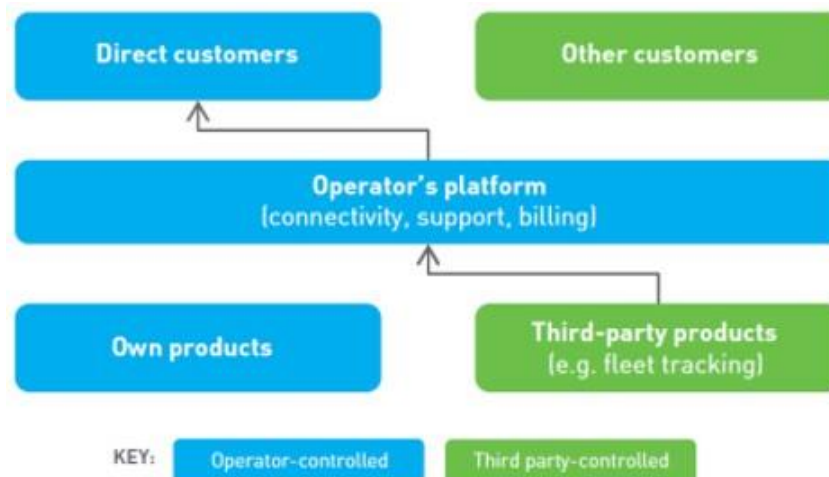 Direct customers
Other customers
Operator's platform
(connectivity, support, billing)
Own products
Third-party products
(e.g. fleet tracking)
KEY:
Operator-controlled
Third party-controlled